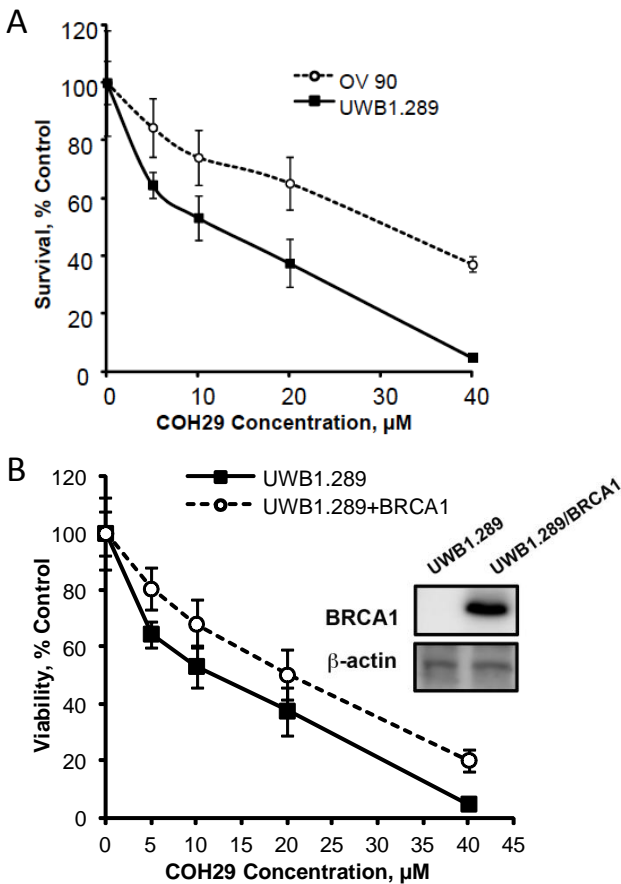 A
120
100
80
60
40
20
0
Survival, % Control
OV 90
UWB1.289
0 10 20 30 40
COH29 Concentration, µM
B
120
100
80
60
40
20
0
Viability, % Control
UWB1.289
UWB1.289+BRCA1
UWB1.289
UWB1.289/BRCA1
BRCA1
β-actin
0 5 10 15 20 25 30 35 40 45
COH29 Concentration, µM